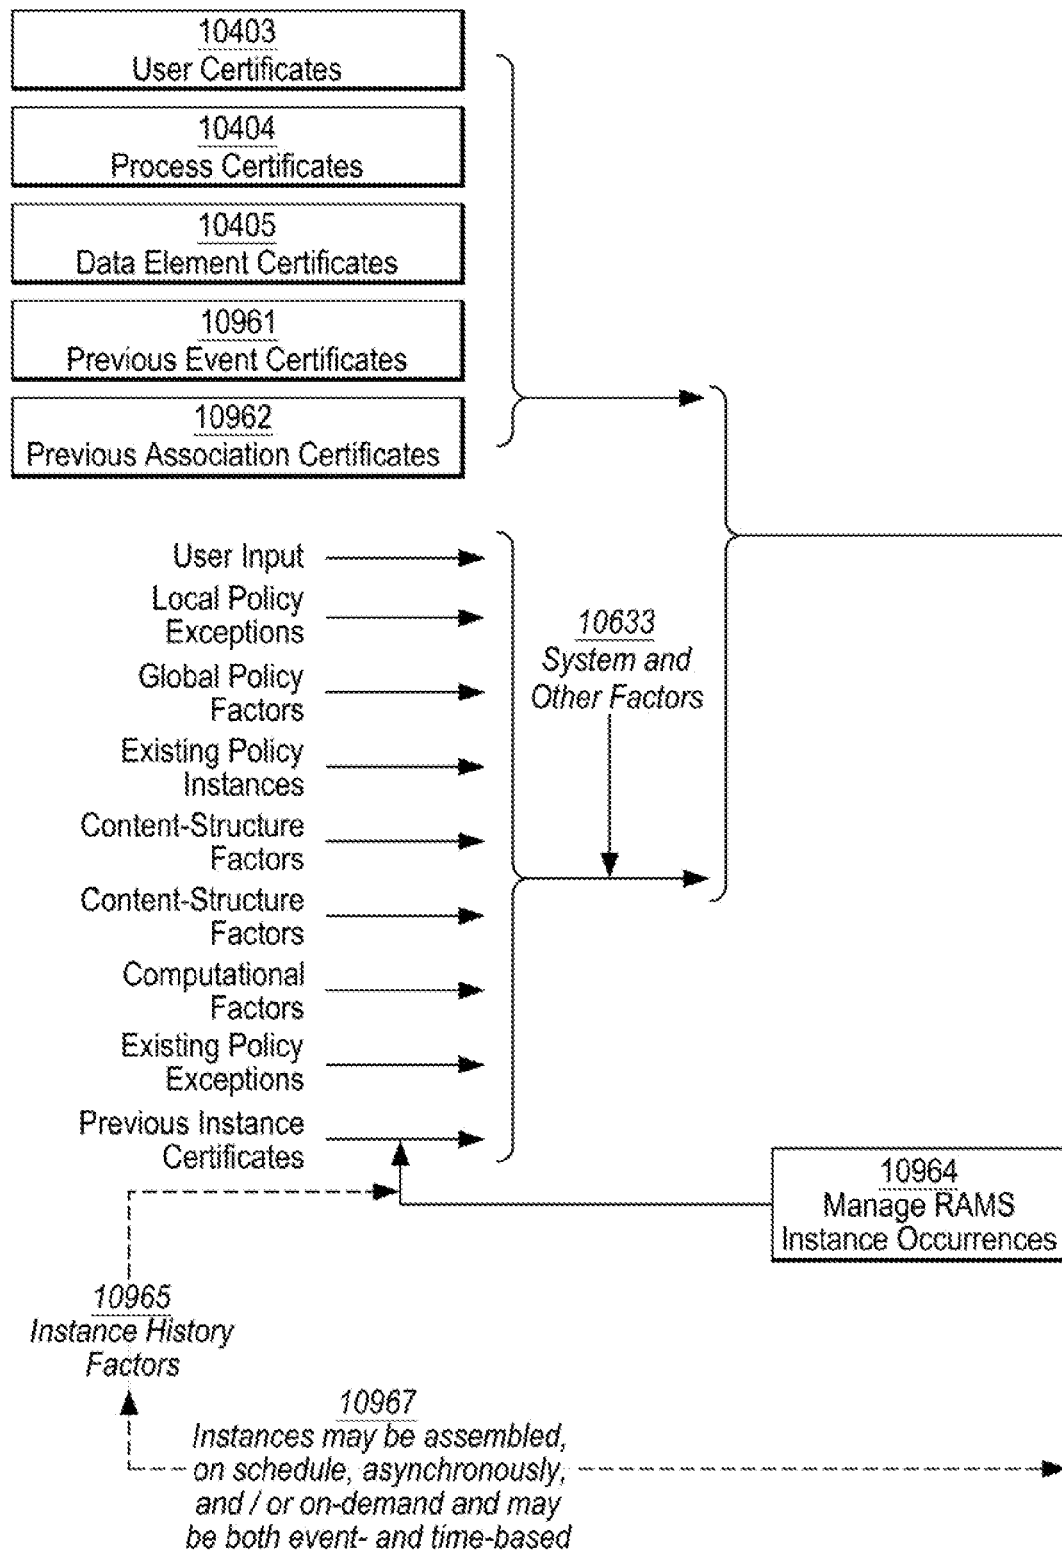 10403
User Certificates
10404
Process Certificates
10405
Data Element Certificates
10961
Previous Event Certificates
10962
Previous Association Certificates
User Input
Local Policy
Exceptions
Global Policy
Factors
Existing Policy
Instances
Content-Structure
Factors
Content-Structure
Factors
Computational
Factors
Existing Policy
Exceptions
Previous Instance
Certificates
10633
System and
Other Factors
10964
Manage RAMS
Instance Occurrences
10965
Instance History
Factors
10967
Instances may be assembled,
on schedule, asynchronously,
and / or on-demand and may
be both event- and time-based